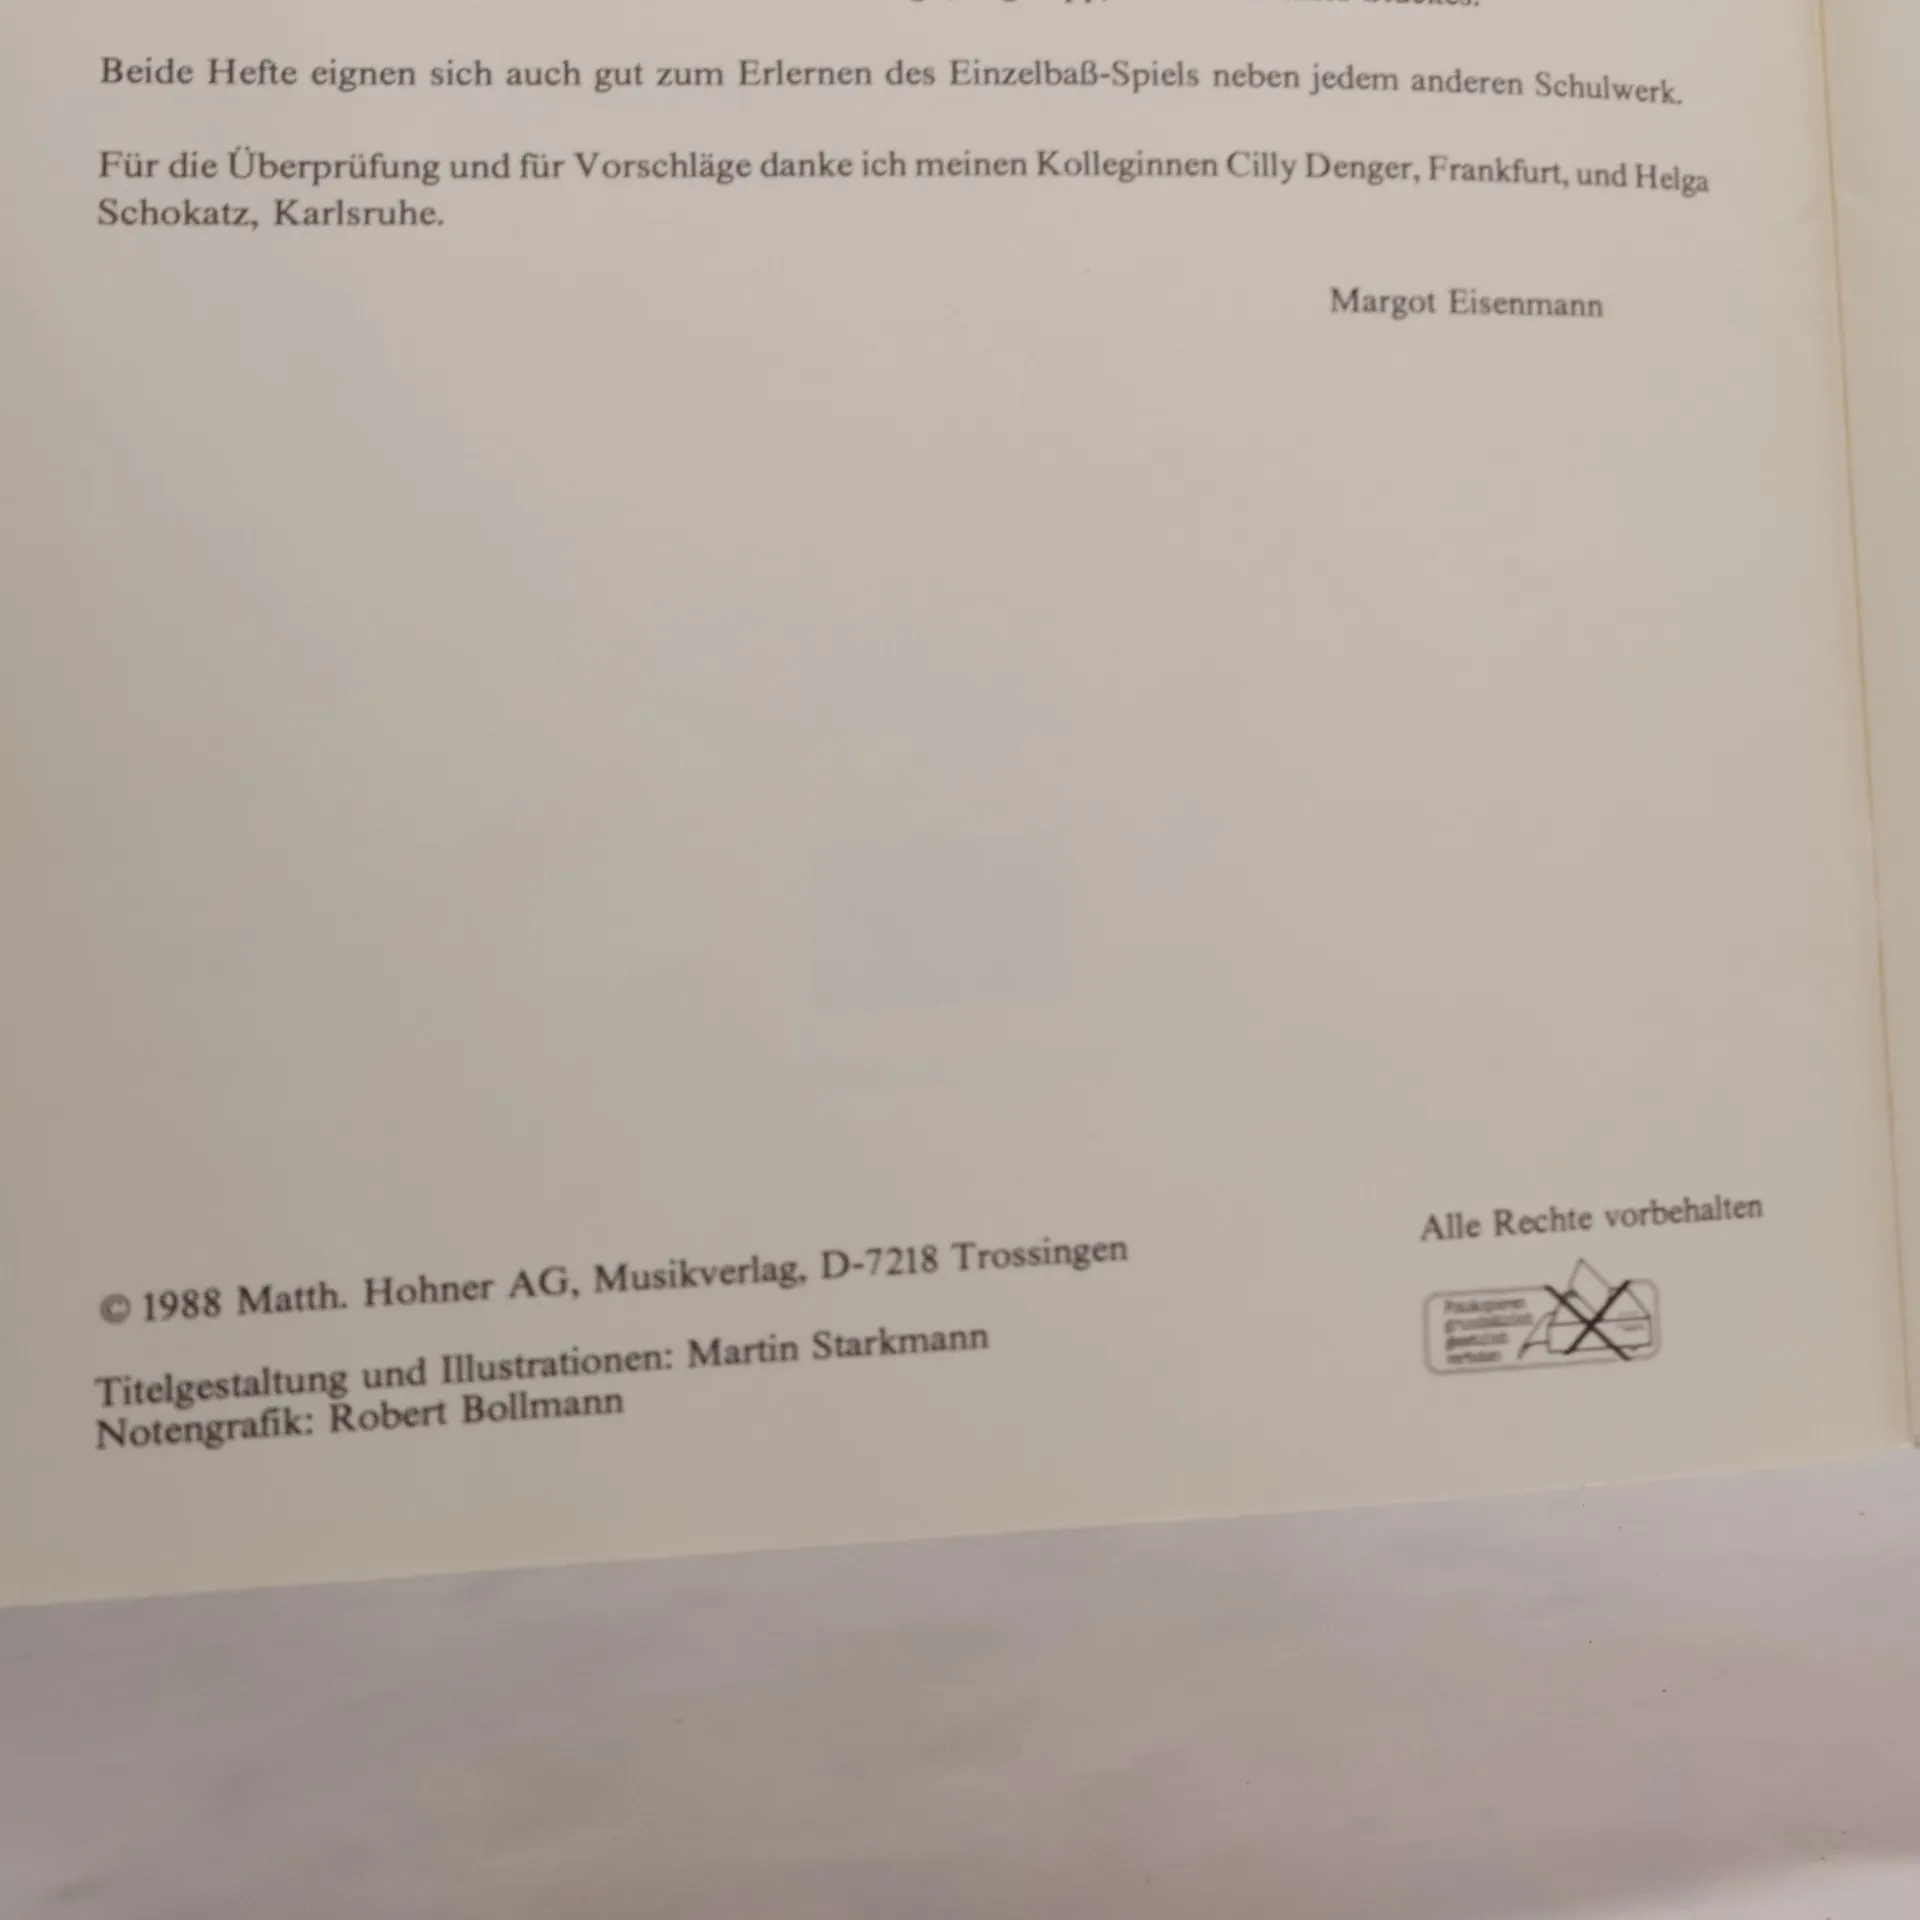 Beide Hefte eignen sich auch gut zum Erlernen des Einzelbaß-Spiels neben jedem anderen Schulwerk.
Für die Überprüfung und für Vorschläge danke ich meinen Kolleginnen Cilly Denger, Frankfurt, und Helga
Schokatz, Karlsruhe.
Margot Eisenmann
Alle Rechte vorbehalten
© 1988 Matth. Hohner AG, Musikverlag, D-7218 Trossingen
Titelgestaltung und Illustrationen: Martin Starkmann
Notengrafik: Robert Bollmann